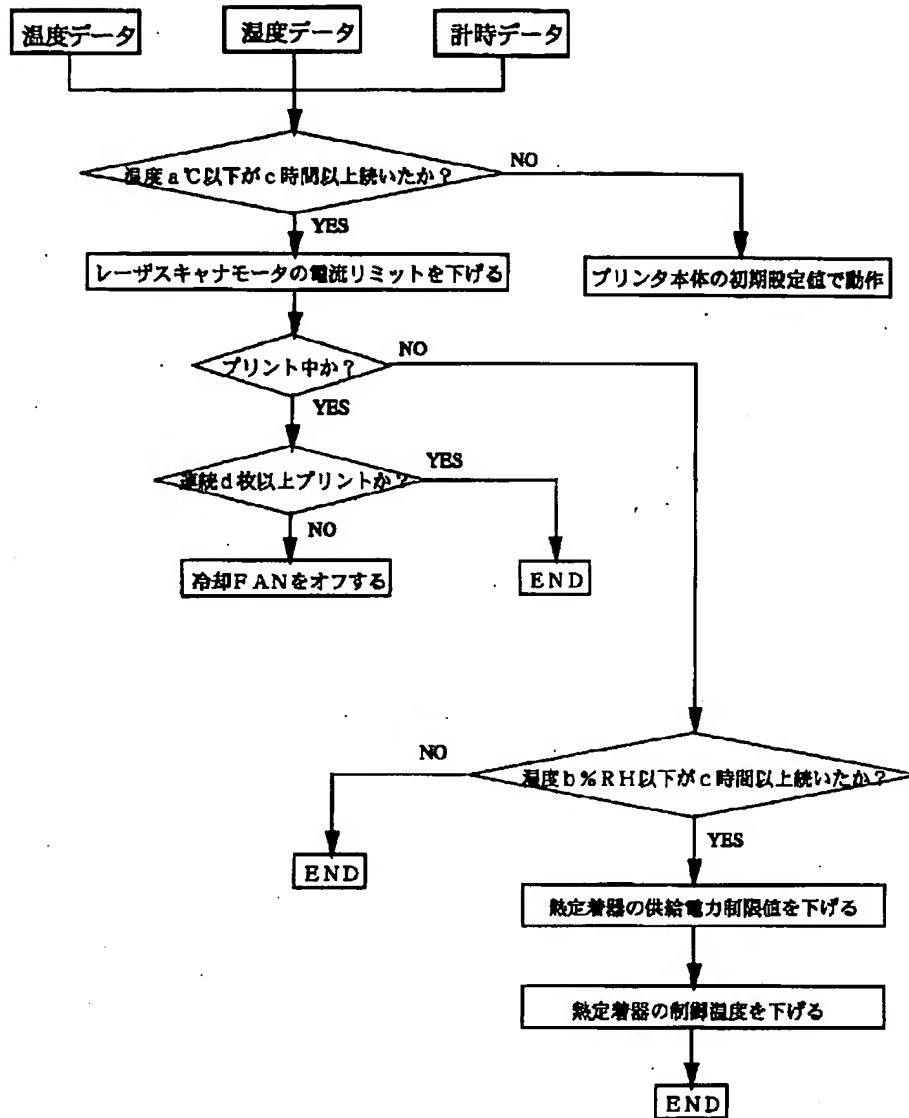 温度データ
湿度データ
計時データ
温度a℃以下がc時間以上続いたか？
NO
YES
レーザスキャナモータの電流リミットを下げる
プリンタ本体の初期設定値で動作
プリント中か？
NO
YES
連続d枚以上プリントか？
YES
NO
冷却FANをオフする
END
湿度b%RH以下がc時間以上続いたか？
NO
YES
END
熱定着器の供給電力制限値を下げる
熱定着器の制御温度を下げる
END